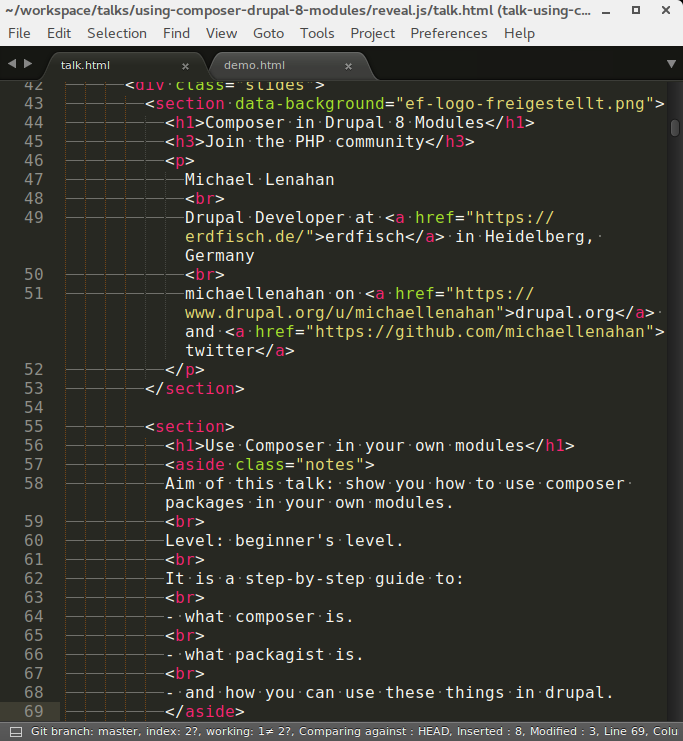 ~/workspace/talks/using-composer-drupal-8-modules/reveal.js/talk.html (talk-using-c...
File Edit Selection Find View Goto Tools Project Preferences Help
talk.html × demo.html ×
42 <div class="slides">
43 <section data-background="ef-logo-freigestellt.png">
44 <h1>Composer in Drupal 8 Modules</h1>
45 <h3>Join the PHP community</h3>
46 <p>
47 Michael Lenahan
48 <br>
49 Drupal Developer at <a href="https://
erdfisch.de/">erdfisch</a> in Heidelberg,
Germany
50 <br>
51 michaellenahan on <a href="https://
www.drupal.org/u/michaellenahan">drupal.org</a>
and <a href="https://github.com/michaellenahan">
twitter</a>
52 </p>
53 </section>
54
55 <section>
56 <h1>Use Composer in your own modules</h1>
57 <aside class="notes">
58 Aim of this talk: show you how to use composer
packages in your own modules.
59 <br>
60 Level: beginner's level.
61 <br>
62 It is a step-by-step guide to:
63 <br>
64 - what composer is.
65 <br>
66 - what packagist is.
67 <br>
68 - and how you can use these things in drupal.
69 </aside>
Git branch: master, index: 2?, working: 1≠ 2?, Comparing against : HEAD, Inserted : 8, Modified : 3, Line 69, Colu